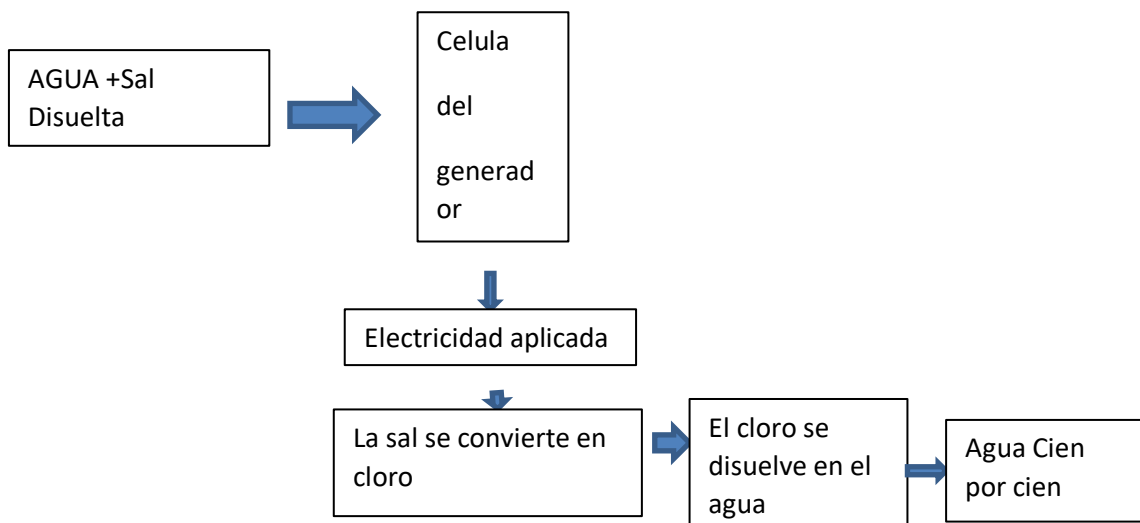 AGUA +Sal
Disuelta
Celula
del
generad
or
Electricidad aplicada
La sal se convierte en
cloro
El cloro se
disuelve en el
agua
Agua Cien
por cien